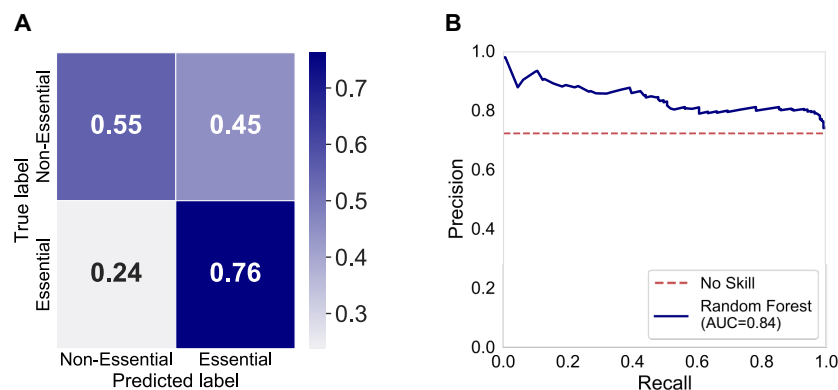 A
True label
Non-Essential
Essential
0.55
0.45
0.24
0.76
Non-Essential
Essential
Predicted label
0.7
0.6
0.5
0.4
0.3
B
Precision
1.0
0.8
0.6
0.4
0.2
0.0
No Skill
Random Forest
(AUC=0.84)
0.0
0.2
0.4
0.6
0.8
1.0
Recall